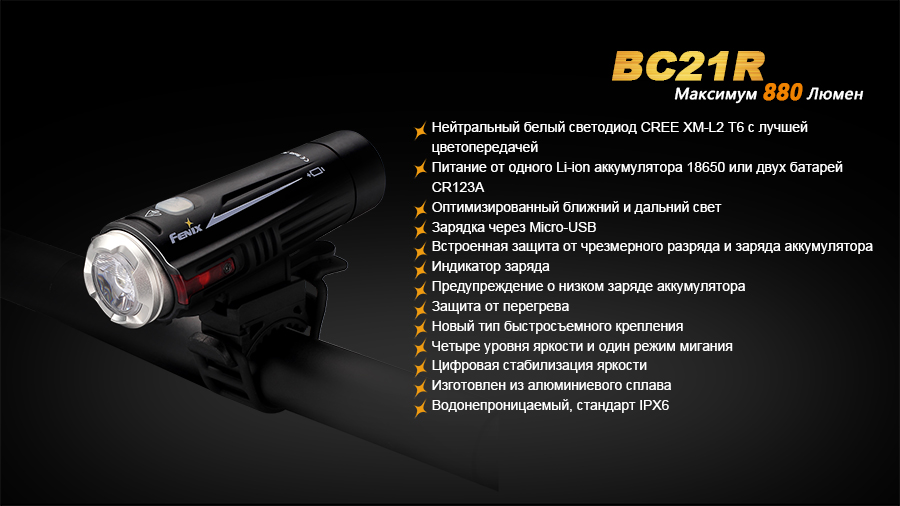 BC21R
Максимум 880 Люмен
Нейтральный белый светодиод CREE XM-L2 T6 с лучшей
цветопередачей
Питание от одного Li-ion аккумулятора 18650 или двух батарей
CR123A
Оптимизированный ближний и дальний свет
Зарядка через Micro-USB
Встроенная защита от чрезмерного разряда и заряда аккумулятора
Индикатор заряда
Предупреждение о низком заряде аккумулятора
Защита от перегрева
Новый тип быстросъемного крепления
Четыре уровня яркости и один режим мигания
Цифровая стабилизация яркости
Изготовлен из алюминиевого сплава
Водонепроницаемый, стандарт IPX6
FENIX